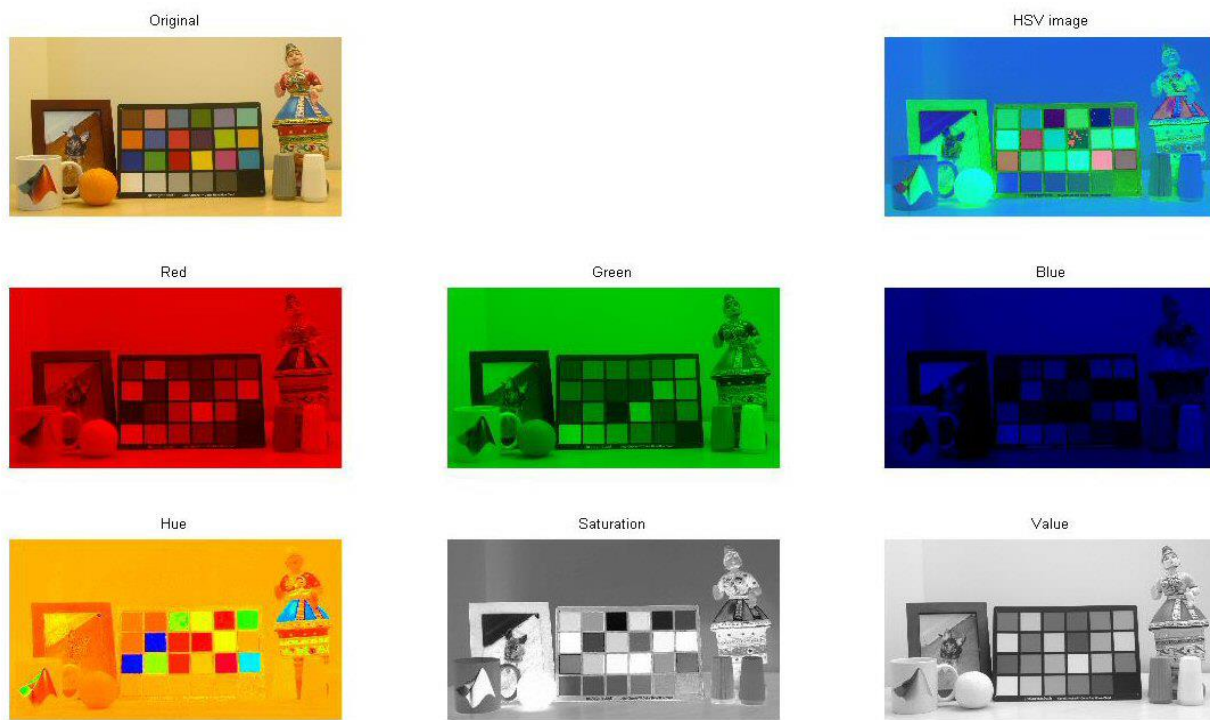 Original
HSV image
Red
Green
Blue
Hue
Saturation
Value